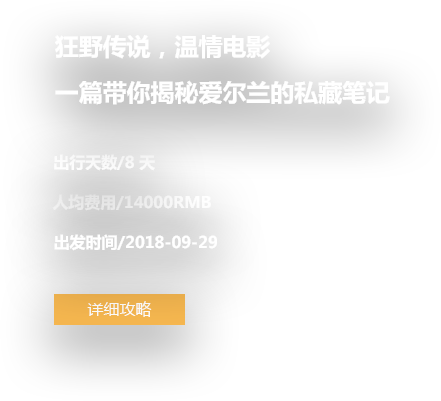 狂野传说，温情电影
一篇带你揭秘爱尔兰的私藏笔记
出行天数/8 天
人均费用/14000RMB
出发时间/2018-09-29
详细攻略